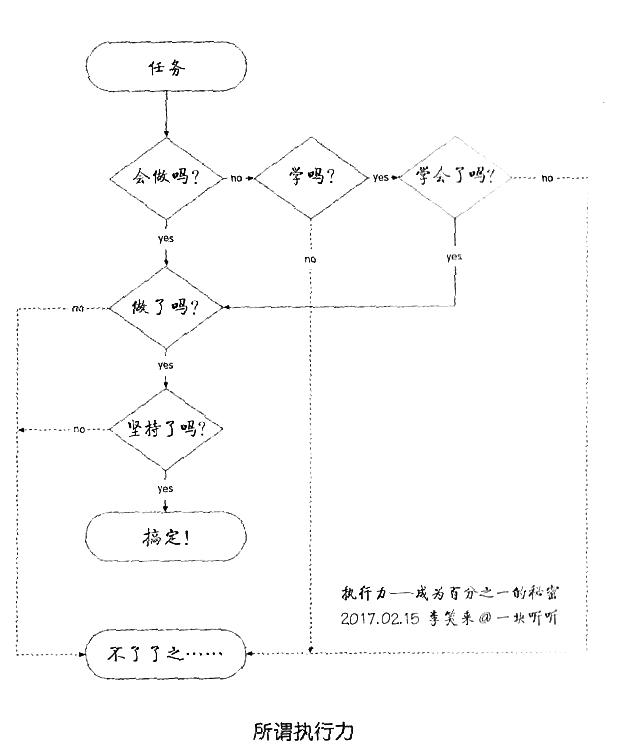 任务
会做吗？
no
学吗？
yes
学会了吗？
no
yes
no
yes
做了吗？
no
yes
坚持了吗？
no
yes
搞定！
执行力——成为百分之一的秘密
2017.02.15 李笑来@一块听听
不了了之……
所谓执行力